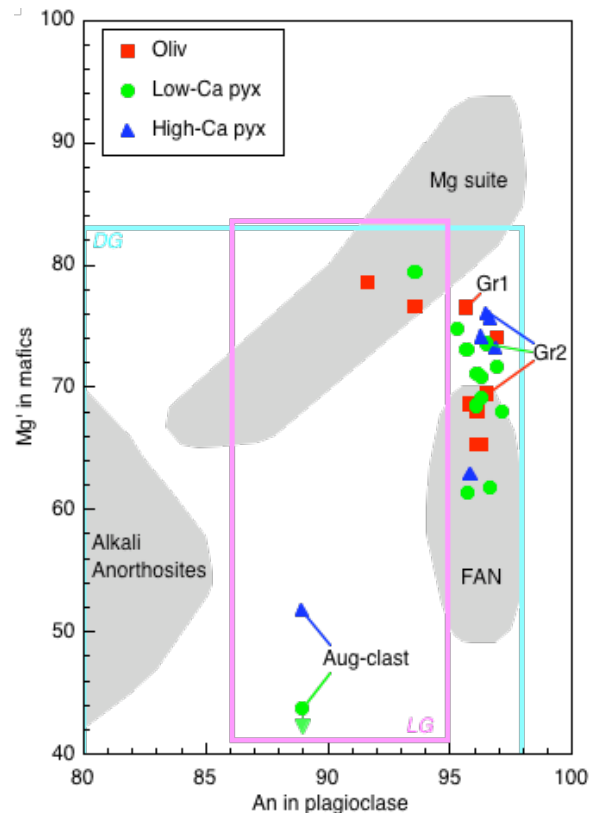 100
Oliv
Low-Ca pyx
High-Ca pyx
90
Mg suite
DG
80
Gr1
Gr2
70
Mg' in mafics
60
Alkali
Anorthosites
FAN
50
Aug-clast
LG
40
80
85
90
95
100
An in plagioclase